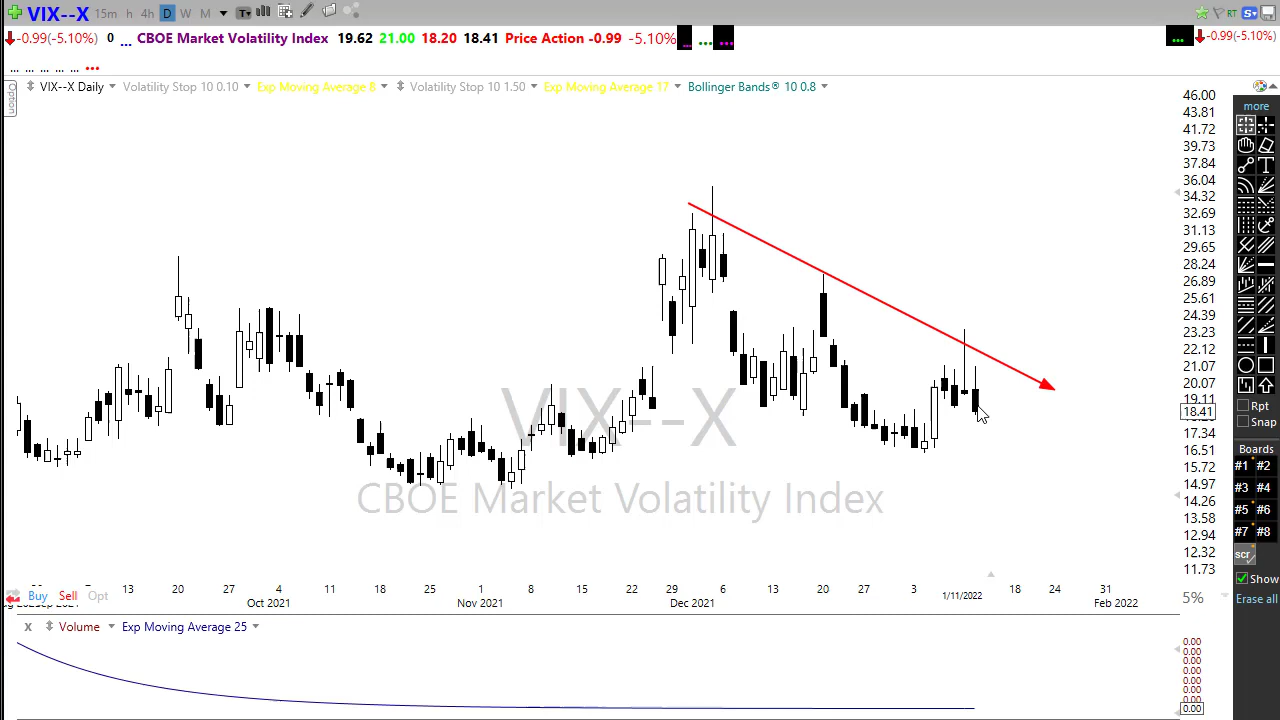 VIX--X 15m h 4h D W M T RT S
-0.99(-5.10%) 0 ... CBOE Market Volatility Index 19.62 21.00 18.20 18.41 Price Action -0.99 -5.10% ... ... ... ... -0.99(-5.10%)
... ... ... ... ... ...
Option
VIX--X Daily Volatility Stop 10 0.10 Exp Moving Average 8 Volatility Stop 10 1.50 Exp Moving Average 17 Bollinger Bands® 10 0.8
46.00
43.81
41.72
39.73
37.84
36.04
34.32
32.69
31.13
29.65
28.24
26.89
25.61
24.39
23.23
22.12
21.07
20.07
19.11
18.41
17.34
16.51
15.72
14.97
14.26
13.58
12.94
12.32
11.73
VIX--X
CBOE Market Volatility Index
more
T
Rpt
Snap
Boards
#1 #2
#3 #4
#5 #6
#7 #8
scr
Show
Erase all
13 20 27 4 11 18 25 1 8 15 22 29 6 13 20 27 3 1/11/2022 18 24 31
Buy Sell Opt
Oct 2021 Nov 2021 Dec 2021 Feb 2022
5%
X Volume Exp Moving Average 25
0.00
0.00
0.00
0.00
0.00
0.00
0.00
0.00